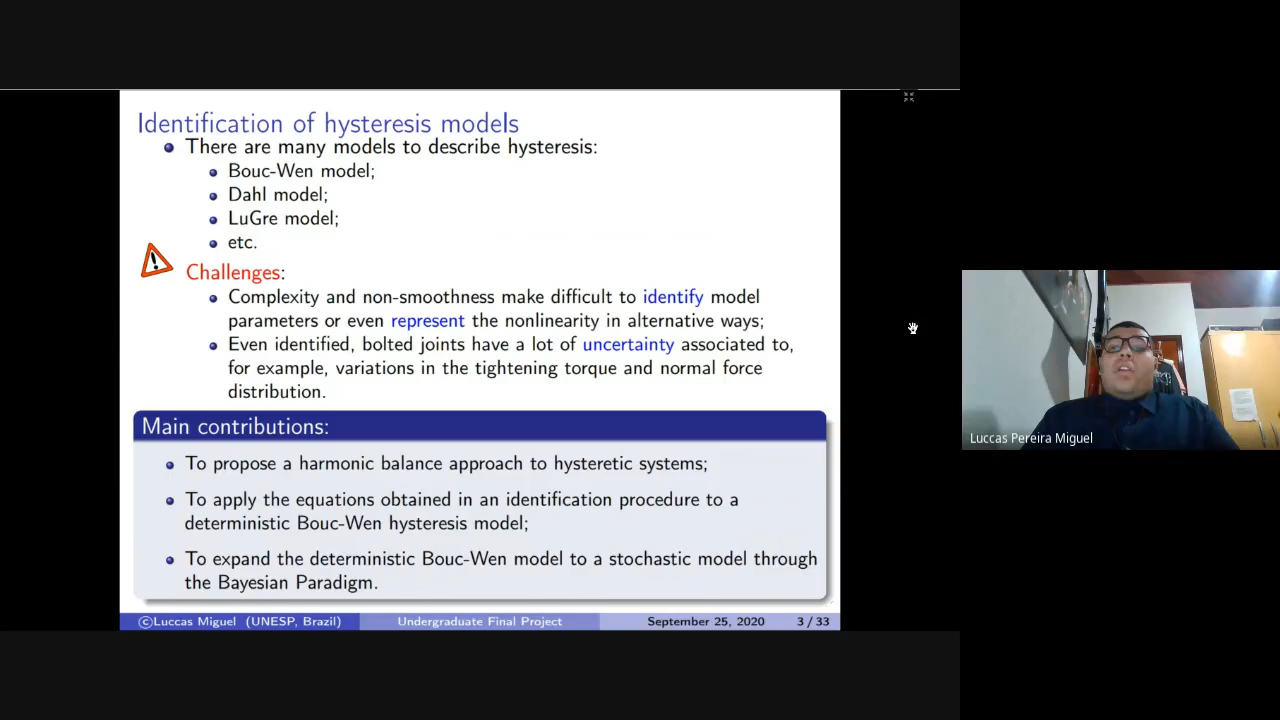 Identification of hysteresis models
There are many models to describe hysteresis:
Bouc-Wen model;
Dahl model;
LuGre model;
etc.
Challenges:
Complexity and non-smoothness make difficult to identify model
parameters or even represent the nonlinearity in alternative ways;
Even identified, bolted joints have a lot of uncertainty associated to,
for example, variations in the tightening torque and normal force
distribution.
Main contributions:
To propose a harmonic balance approach to hysteretic systems;
To apply the equations obtained in an identification procedure to a
deterministic Bouc-Wen hysteresis model;
To expand the deterministic Bouc-Wen model to a stochastic model through
the Bayesian Paradigm.
©Luccas Miguel (UNESP, Brazil) Undergraduate Final Project September 25, 2020 3 / 33
Luccas Pereira Miguel